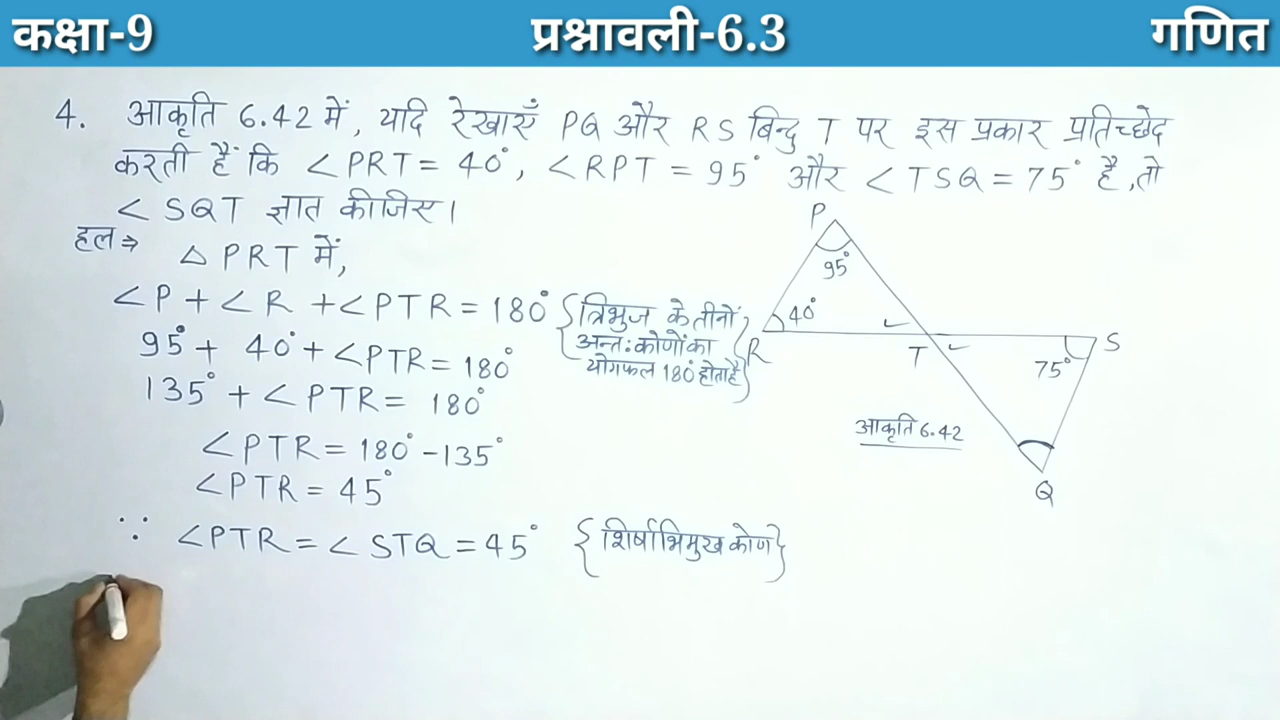 कक्षा-9 प्रश्नावली-6.3 गणित
4. आकृति 6.42 में, यदि रेखाएँ PQ और RS बिन्दु T पर इस प्रकार प्रतिच्छेद
करती हैं कि ∠PRT = 40°, ∠RPT = 95° और ∠TSQ = 75° है, तो
∠SQT ज्ञात कीजिए।
हल⇒ △PRT में,
∠P + ∠R + ∠PTR = 180° {त्रिभुज के तीनों
अन्तः कोणों का
योगफल 180° होता है}
95° + 40° + ∠PTR = 180°
135° + ∠PTR = 180°
∠PTR = 180° - 135°
∠PTR = 45°
∵ ∠PTR = ∠STQ = 45° {शिर्षाभिमुख कोण}
P
95°
40°
R
T
S
75°
आकृति 6.42
Q